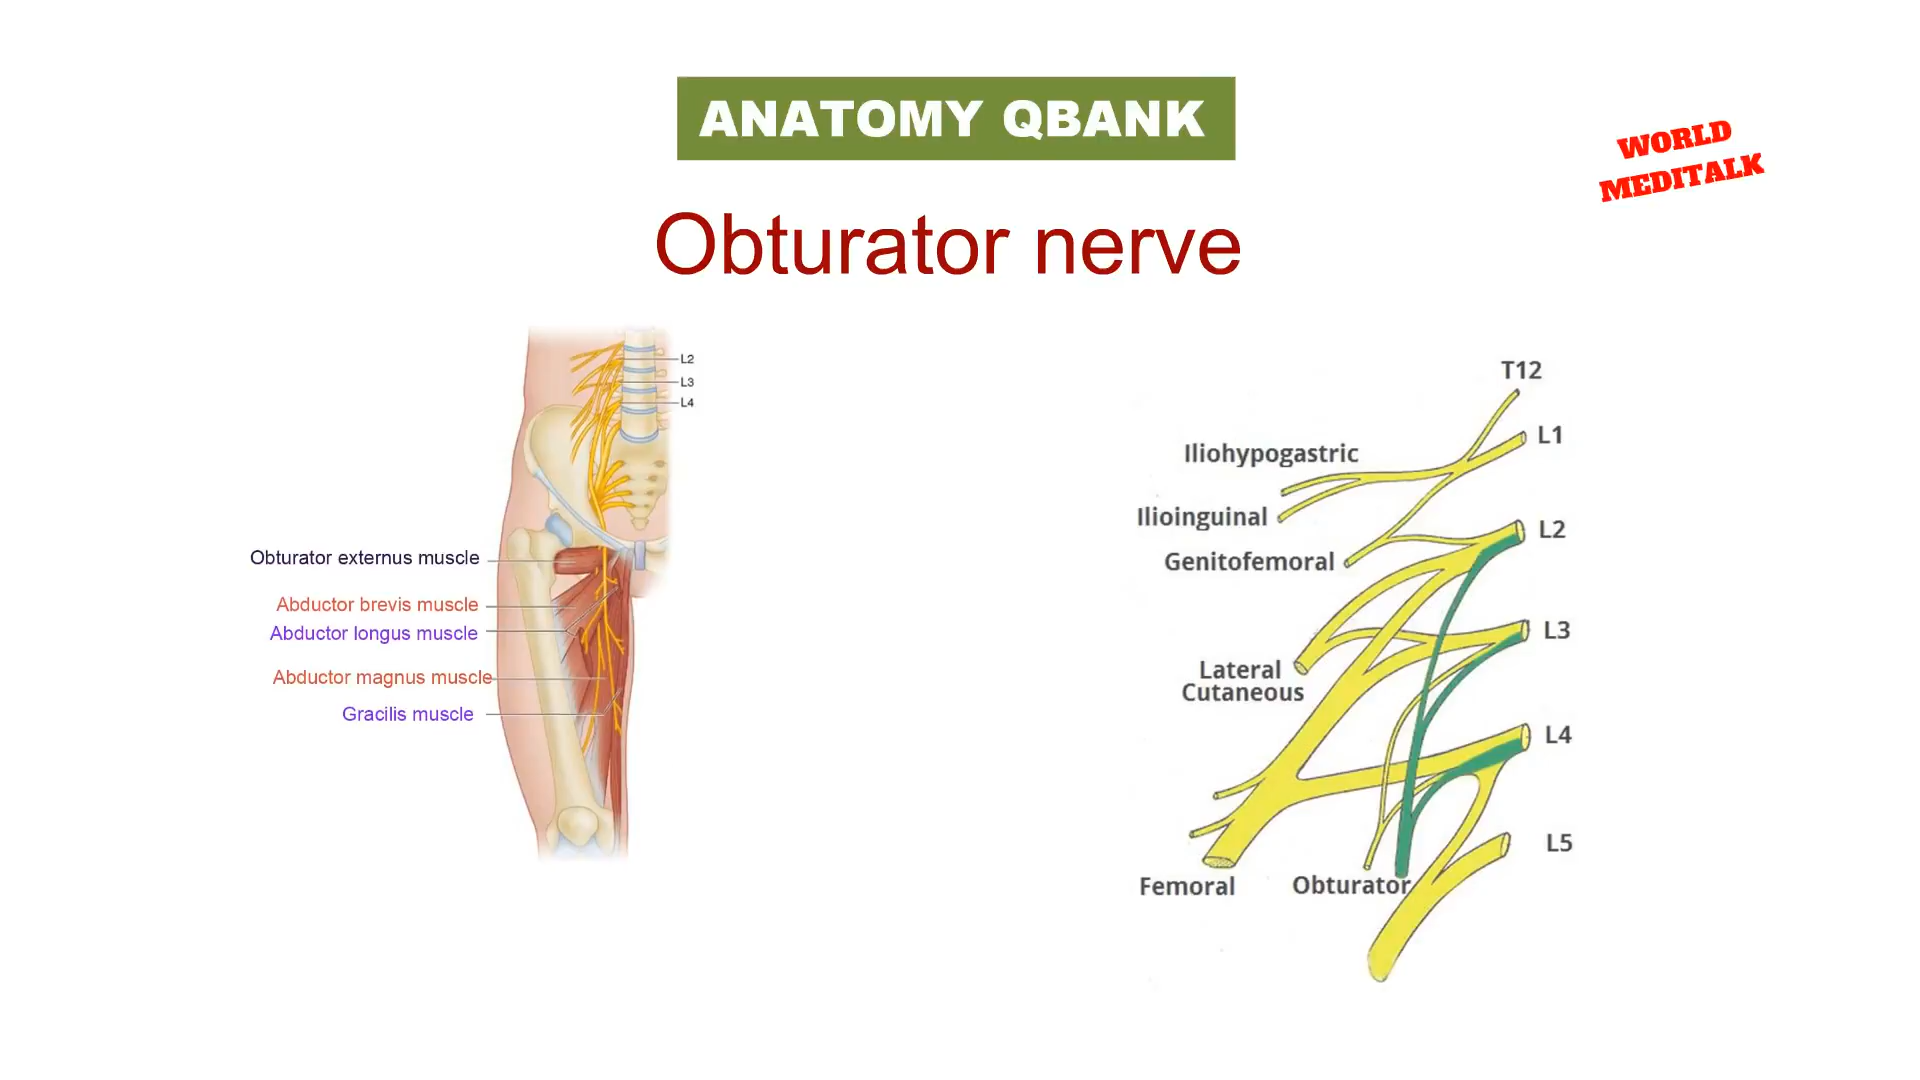 ANATOMY QBANK
WORLD
MEDITALK
Obturator nerve
L2
L3
L4
Obturator externus muscle
Abductor brevis muscle
Abductor longus muscle
Abductor magnus muscle
Gracilis muscle
T12
L1
Iliohypogastric
Ilioinguinal
L2
Genitofemoral
L3
Lateral
Cutaneous
L4
L5
Femoral
Obturator